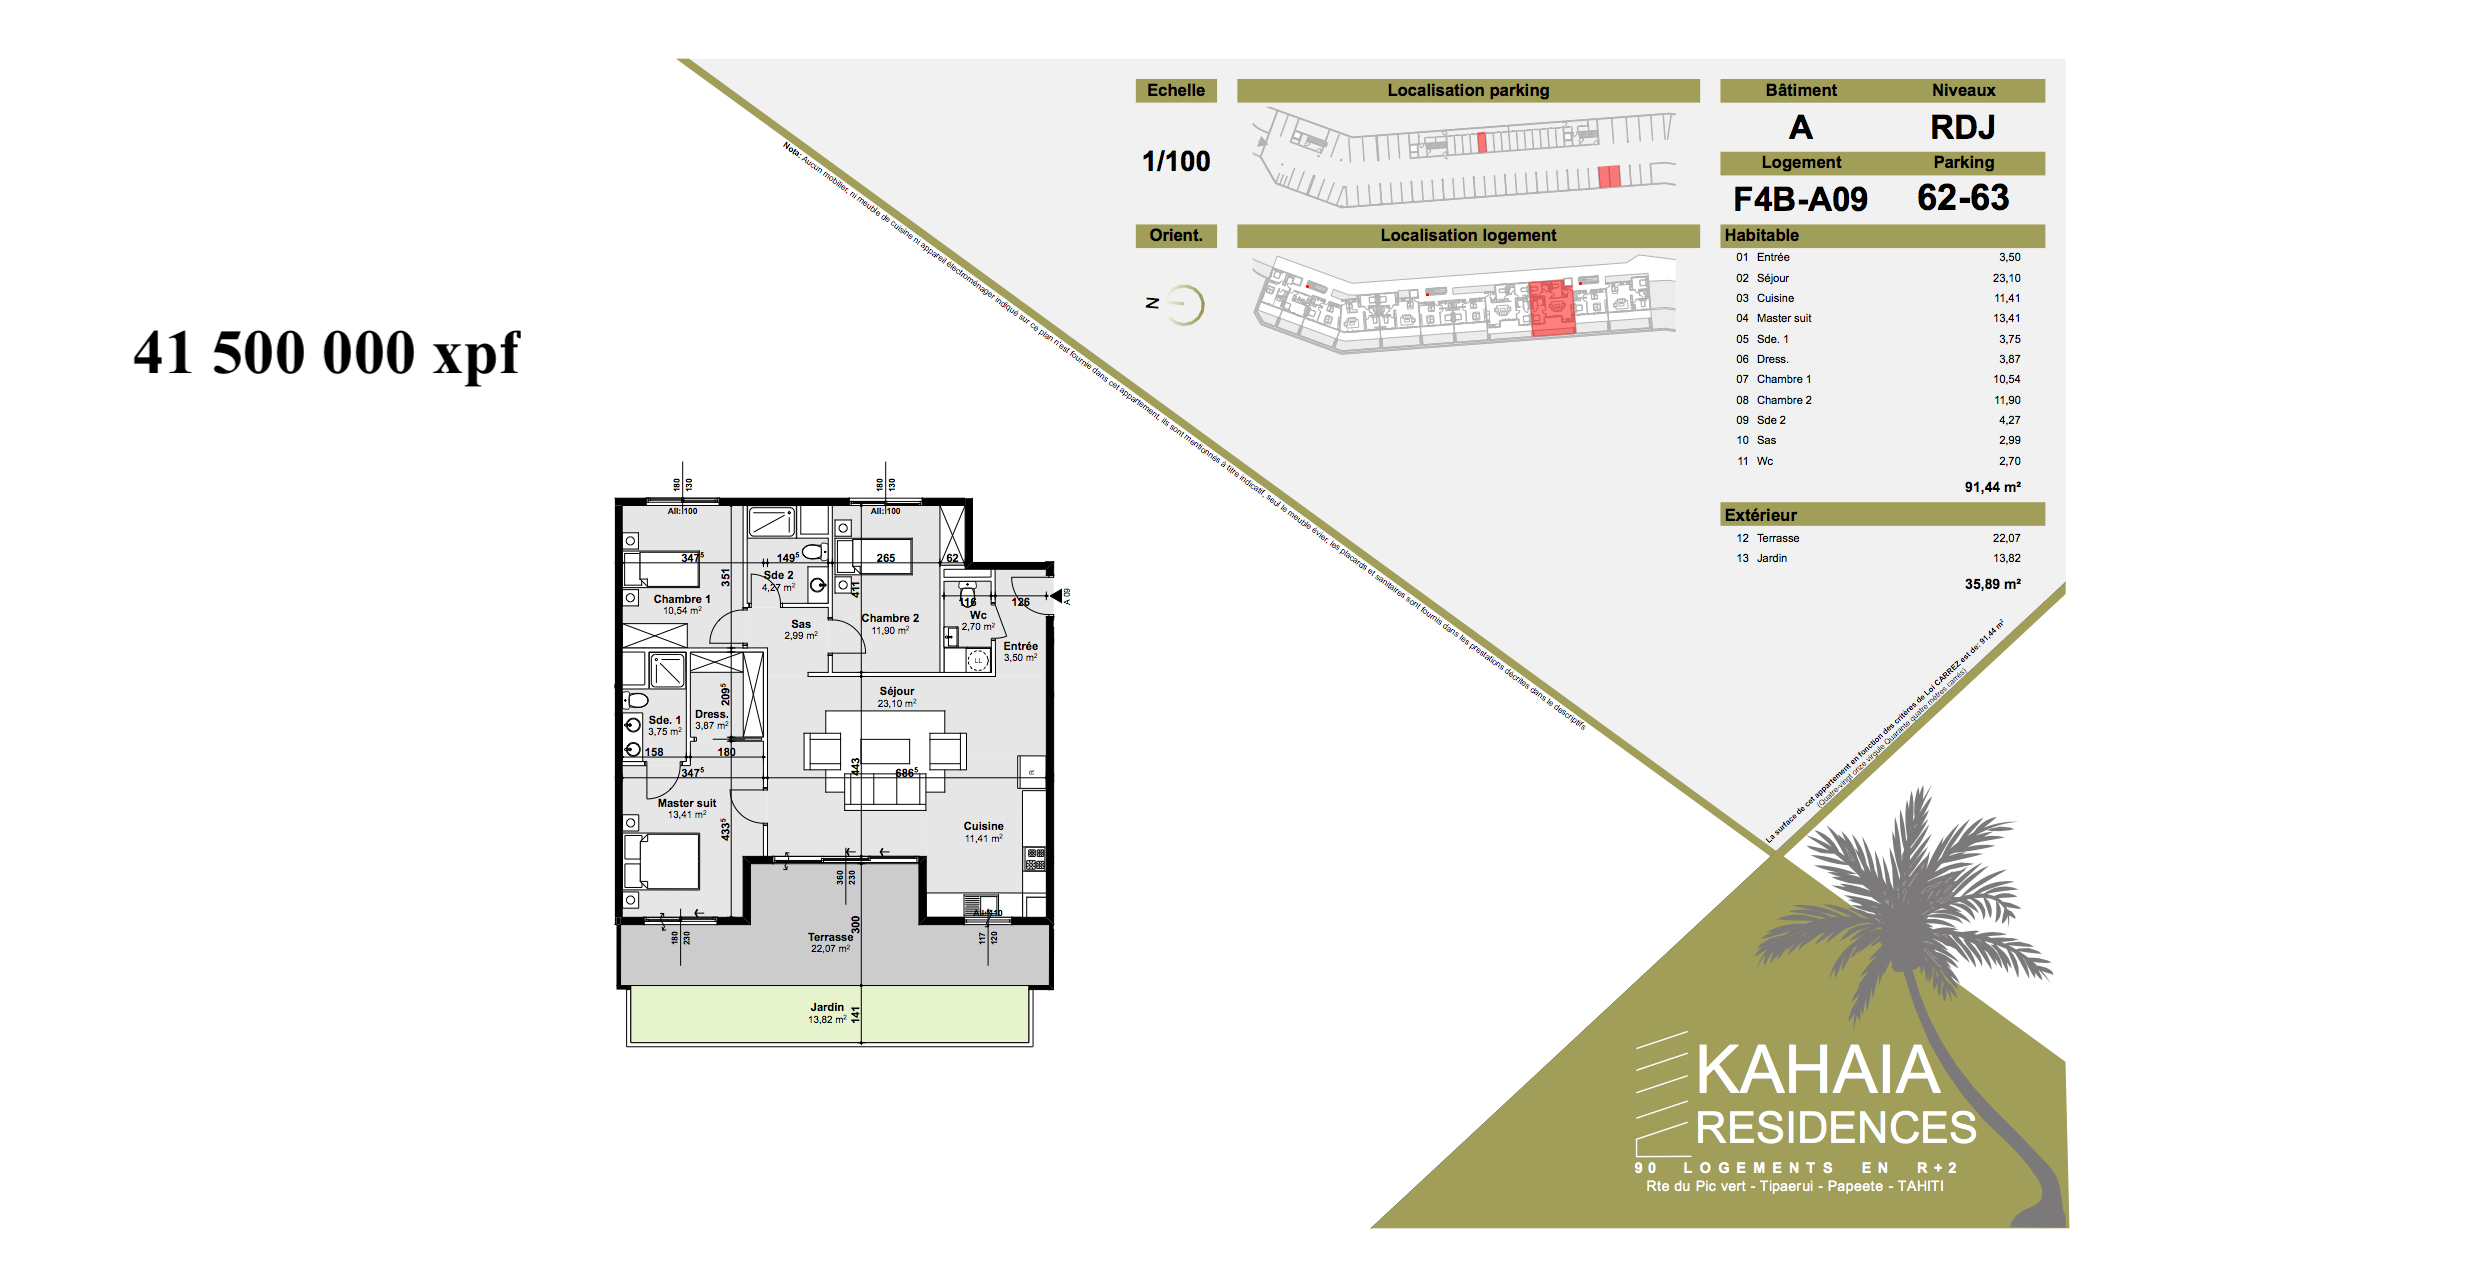 41 500 000 xpf
Echelle
1/100
Orient.
N
Localisation parking
Localisation logement
Bâtiment Niveaux
A RDJ
Logement Parking
F4B-A09 62-63
Habitable
01 Entrée 3,50
02 Séjour 23,10
03 Cuisine 11,41
04 Master suit 13,41
05 Sde. 1 3,75
06 Dress. 3,87
07 Chambre 1 10,54
08 Chambre 2 11,90
09 Sde 2 4,27
10 Sas 2,99
11 Wc 2,70
91,44 m²
Extérieur
12 Terrasse 22,07
13 Jardin 13,82
35,89 m²
Nota: Aucun mobilier, ni meuble de cuisine ni appareil électroménager indiqué sur ce plan n'est fournie dans cet appartement, ils sont mentionnés à titre indicatif, seul le meuble évier, les placards et sanitaires sont fournis dans les prestations décrites dans le descriptifs
La surface de cet appartement en fonction des critères de Loi CARREZ est de: 91,44 m²
(Quatre-vingt onze virgule Quarante quatre mètres carrés)
180
130
180
130
All: 100
All: 100
347⁵
149⁵
265
62
351
Sde 2
4,27 m²
411
Chambre 1
10,54 m²
116
126
A 09
Sas
2,99 m²
Chambre 2
11,90 m²
Wc
2,70 m²
Entrée
3,50 m²
LL
Séjour
23,10 m²
209⁵
Sde. 1
3,75 m²
Dress.
3,87 m²
158
180
347⁵
443
686⁵
R
Master suit
13,41 m²
433⁵
Cuisine
11,41 m²
360
230
All: 110
300
180
230
117
120
Terrasse
22,07 m²
Jardin
13,82 m²
141
KAHAIA
RESIDENCES
90 LOGEMENTS EN R+2
Rte du Pic vert - Tipaerui - Papeete - TAHITI